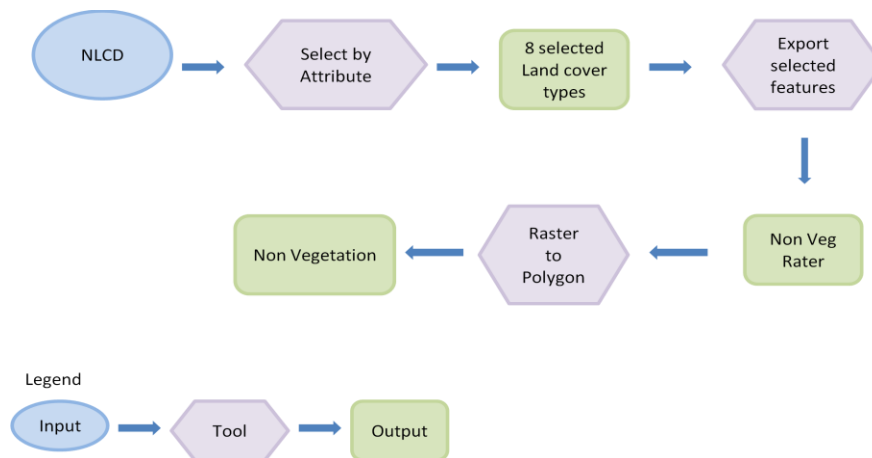 NLCD
Select by
Attribute
8 selected
Land cover
types
Export
selected
features
Non Veg
Rater
Raster
to
Polygon
Non Vegetation
Legend
Input
Tool
Output